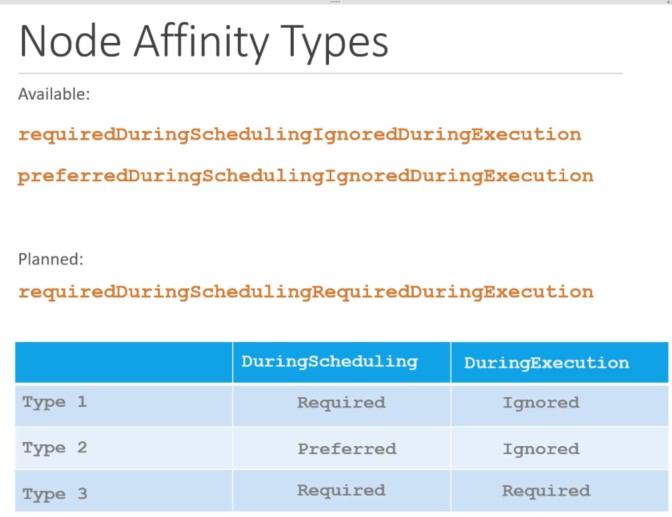 Node Affinity Types
Available:
requiredDuringSchedulingIgnoredDuringExecution
preferredDuringSchedulingIgnoredDuringExecution
Planned:
requiredDuringSchedulingRequiredDuringExecution
DuringScheduling DuringExecution
Type 1 Required Ignored
Type 2 Preferred Ignored
Type 3 Required Required